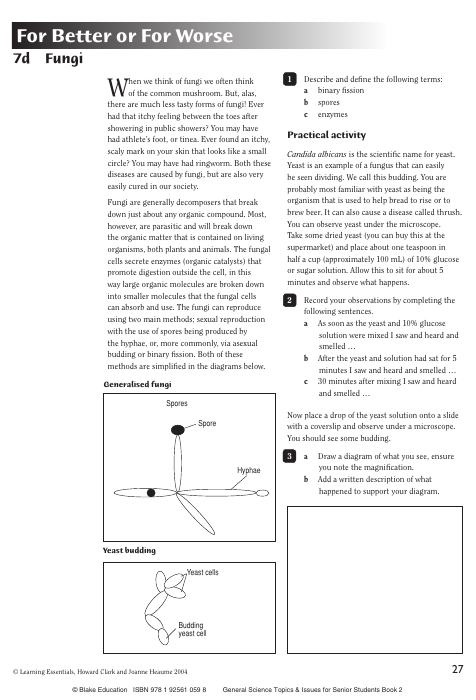 For Better or For Worse
7d Fungi
When we think of fungi we often think
of the common mushroom. But, alas,
there are much less tasty forms of fungi! Ever
had that itchy feeling between the toes after
showering in public showers? You may have
had athlete's foot, or tinea. Ever found an itchy,
scaly mark on your skin that looks like a small
circle? You may have had ringworm. Both these
diseases are caused by fungi, but are also very
easily cured in our society.
Fungi are generally decomposers that break
down just about any organic compound. Most,
however, are parasitic and will break down
the organic matter that is contained on living
organisms, both plants and animals. The fungal
cells secrete enzymes (organic catalysts) that
promote digestion outside the cell, in this
way large organic molecules are broken down
into smaller molecules that the fungal cells
can absorb and use. The fungi can reproduce
using two main methods; sexual reproduction
with the use of spores being produced by
the hyphae, or, more commonly, via asexual
budding or binary fission. Both of these
methods are simplified in the diagrams below.
Generalised fungi
Spores
Spore
Hyphae
Yeast budding
Yeast cells
Budding
yeast cell
1 Describe and define the following terms:
a binary fission
b spores
c enzymes
Practical activity
Candida albicans is the scientific name for yeast.
Yeast is an example of a fungus that can easily
be seen dividing. We call this budding. You are
probably most familiar with yeast as being the
organism that is used to help bread to rise or to
brew beer. It can also cause a disease called thrush.
You can observe yeast under the microscope.
Take some dried yeast (you can buy this at the
supermarket) and place about one teaspoon in
half a cup (approximately 100 mL) of 10% glucose
or sugar solution. Allow this to sit for about 5
minutes and observe what happens.
2 Record your observations by completing the
following sentences.
a As soon as the yeast and 10% glucose
solution were mixed I saw and heard and
smelled ...
b After the yeast and solution had sat for 5
minutes I saw and heard and smelled ...
c 30 minutes after mixing I saw and heard
and smelled ...
Now place a drop of the yeast solution onto a slide
with a coverslip and observe under a microscope.
You should see some budding.
3 a Draw a diagram of what you see, ensure
you note the magnification.
b Add a written description of what
happened to support your diagram.
© Learning Essentials, Howard Clark and Joanne Heaume 2004
27
© Blake Education ISBN 978 1 92561 059 8 General Science Topics & Issues for Senior Students Book 2